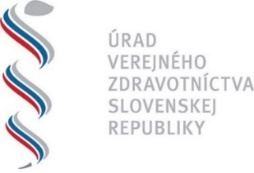 ÚRAD
VEREJNÉHO
ZDRAVOTNÍCTVA
SLOVENSKEJ
REPUBLIKY